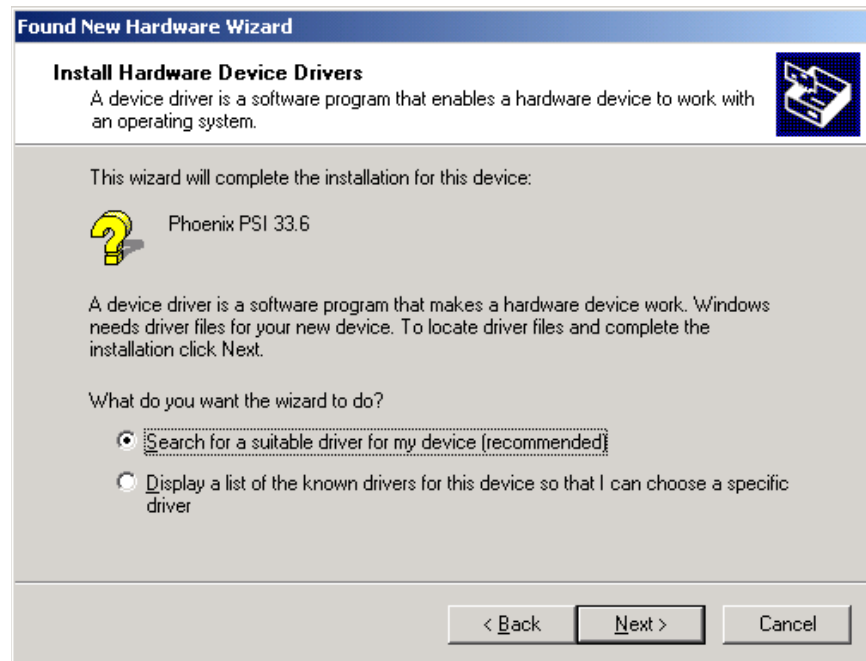 Found New Hardware Wizard
Install Hardware Device Drivers
A device driver is a software program that enables a hardware device to work with
an operating system.
This wizard will complete the installation for this device:
Phoenix PSI 33.6
A device driver is a software program that makes a hardware device work. Windows
needs driver files for your new device. To locate driver files and complete the
installation click Next.
What do you want the wizard to do?
Search for a suitable driver for my device (recommended)
Display a list of the known drivers for this device so that I can choose a specific
driver
< Back Next > Cancel